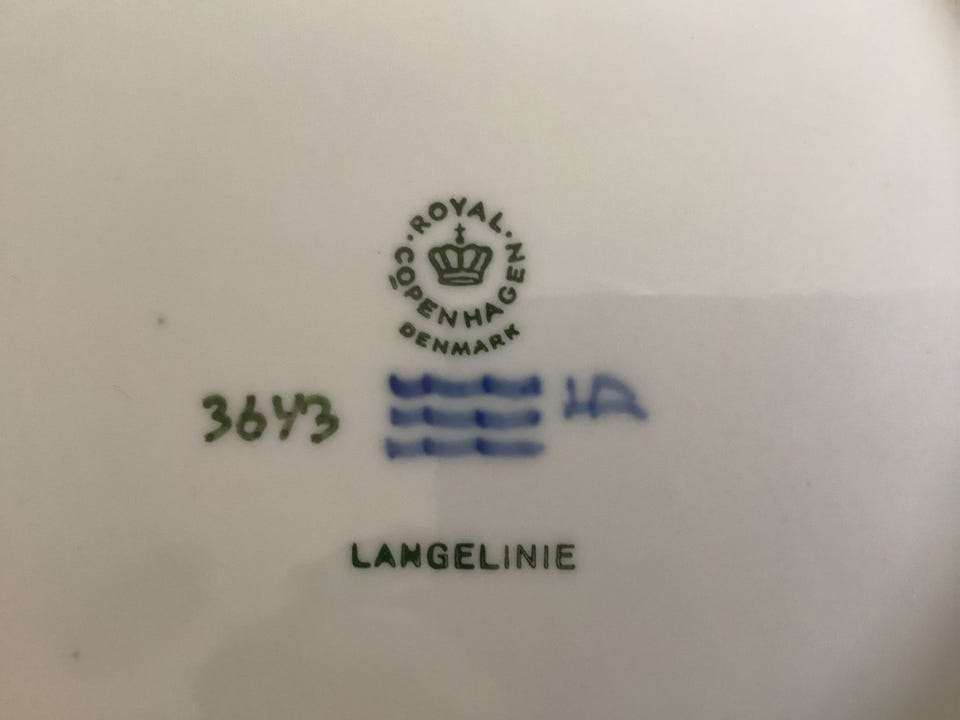 ROYAL
COPENHAGEN
DENMARK
3643
LANGELINIE